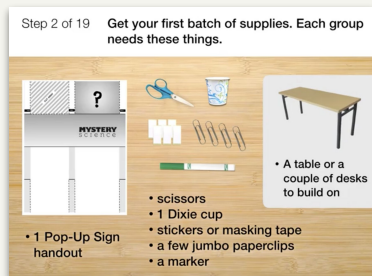 Step 2 of 19
Get your first batch of supplies. Each group
needs these things.
?
MYSTERY
science
• 1 Pop-Up Sign
handout
• scissors
• 1 Dixie cup
• stickers or masking tape
• a few jumbo paperclips
• a marker
• A table or a
couple of desks
to build on